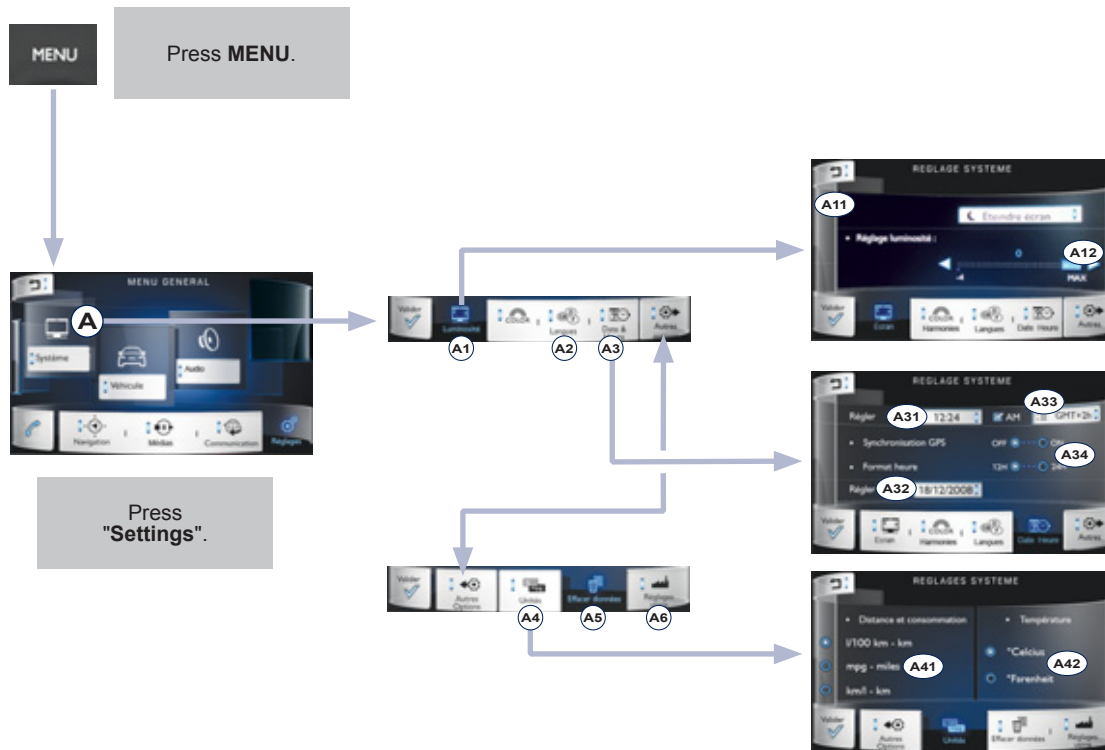 MENU
Press MENU.
MENU GENERAL
A
Système
Véhicule
Audio
Navigation
Médias
Communication
Réglages
Press
"Settings".
Valider
Luminosité
COLOR
Langues
Date &
Autres
A1
A2
A3
Valider
Autres
Options
Unités
Effacer données
Réglages
A4
A5
A6
REGLAGE SYSTEME
A11
Eteindre écran
Réglage luminosité :
0
A12
-4
MAX
Valider
Ecran
COLOR
Harmonies
Langues
Date Heure
Autres
REGLAGE SYSTEME
Régler A31 12:24 AM A33 GMT+2h
Synchronisation GPS OFF ON
A34
Format heure 12H 24H
Régler A32 18/12/2008
Valider
Ecran
COLOR
Harmonies
Langues
Date Heure
Autres
REGLAGES SYSTEME
Distance et consommation
Température
l/100 km - km
°Celcius
mpg - miles A41
A42
°Farenheit
km/l - km
Valider
Autres
Options
Unités
Effacer données
Réglages